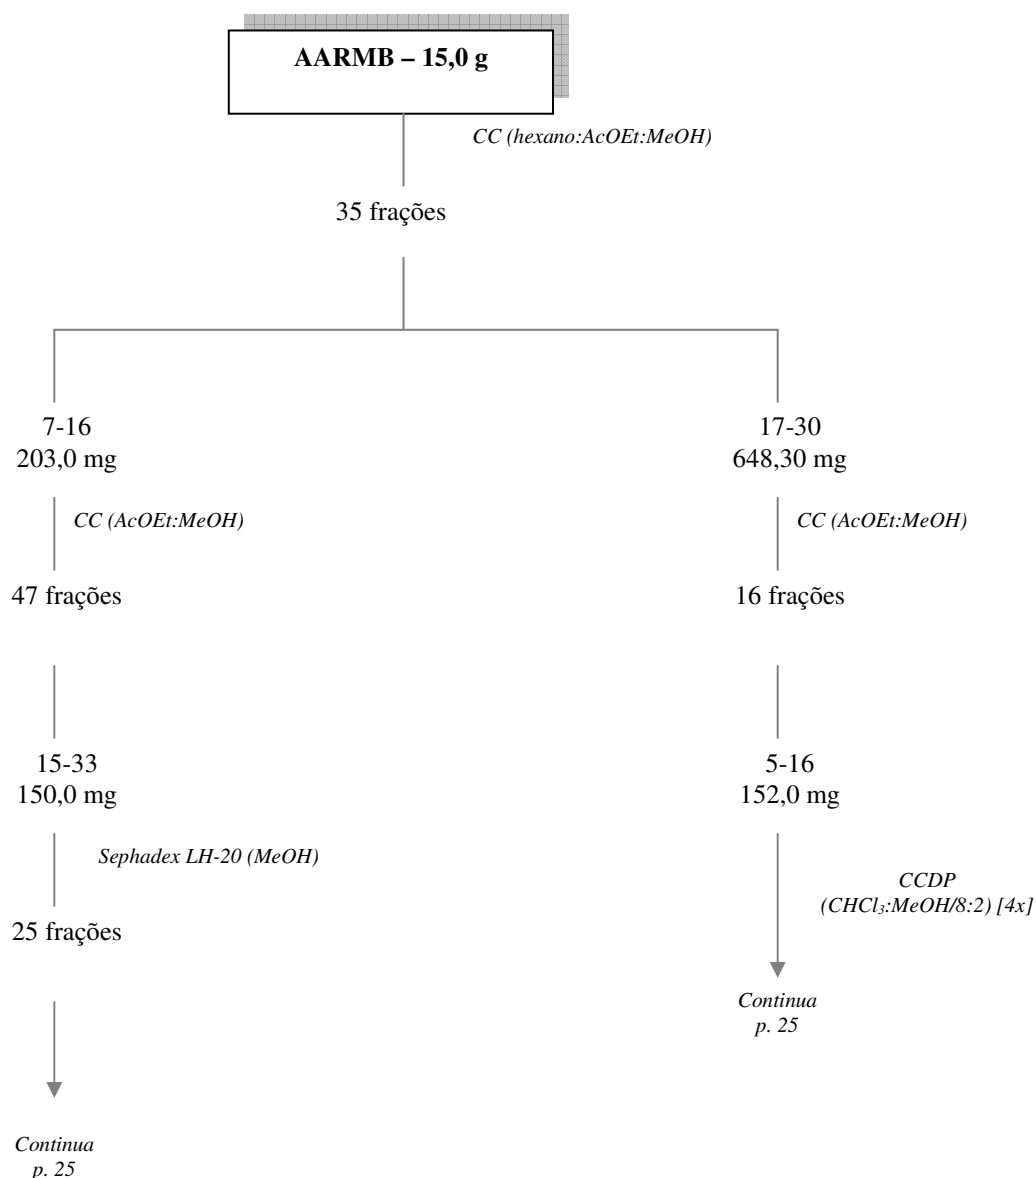 AARMB – 15,0 g
CC (hexano:AcOEt:MeOH)
35 frações
7-16
203,0 mg
17-30
648,30 mg
CC (AcOEt:MeOH)
CC (AcOEt:MeOH)
47 frações
16 frações
15-33
150,0 mg
5-16
152,0 mg
Sephadex LH-20 (MeOH)
CCDP
(CHCl₃:MeOH/8:2) [4x]
25 frações
Continua
p. 25
Continua
p. 25